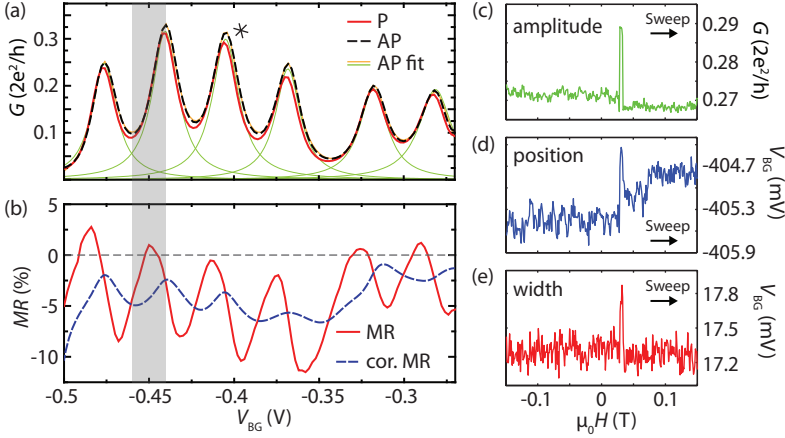 (a)
G (2e²/h)
0.3
0.2
0.1
P
AP
AP fit
*
(b)
MR (%)
5
0
-5
-10
MR
cor. MR
-0.5
-0.45
-0.4
-0.35
-0.3
V_BG (V)
(c)
amplitude
Sweep
0.29
0.28
0.27
G (2e²/h)
(d)
position
Sweep
-404.7
-405.3
-405.9
V_BG (mV)
(e)
width
Sweep
17.8
17.5
17.2
V_BG (mV)
-0.1
0
0.1
μ₀H (T)